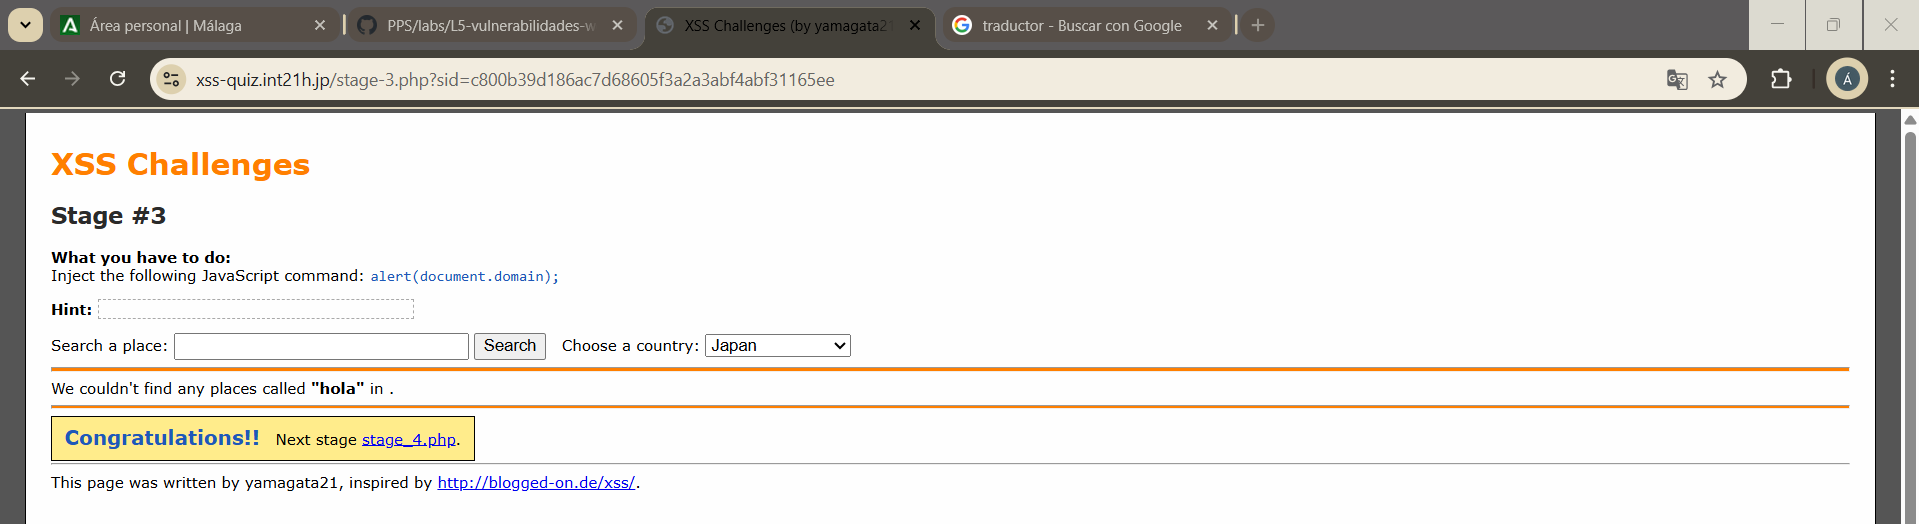 Área personal | Málaga
PPS/labs/L5-vulnerabilidades-w
XSS Challenges (by yamagata21
traductor - Buscar con Google
xss-quiz.int21h.jp/stage-3.php?sid=c800b39d186ac7d68605f3a2a3abf4abf31165ee
Á
XSS Challenges
Stage #3
What you have to do:
Inject the following JavaScript command: alert(document.domain);
Hint:
Search a place: Search Choose a country: Japan
We couldn't find any places called "hola" in .
Congratulations!! Next stage stage_4.php.
This page was written by yamagata21, inspired by http://blogged-on.de/xss/.